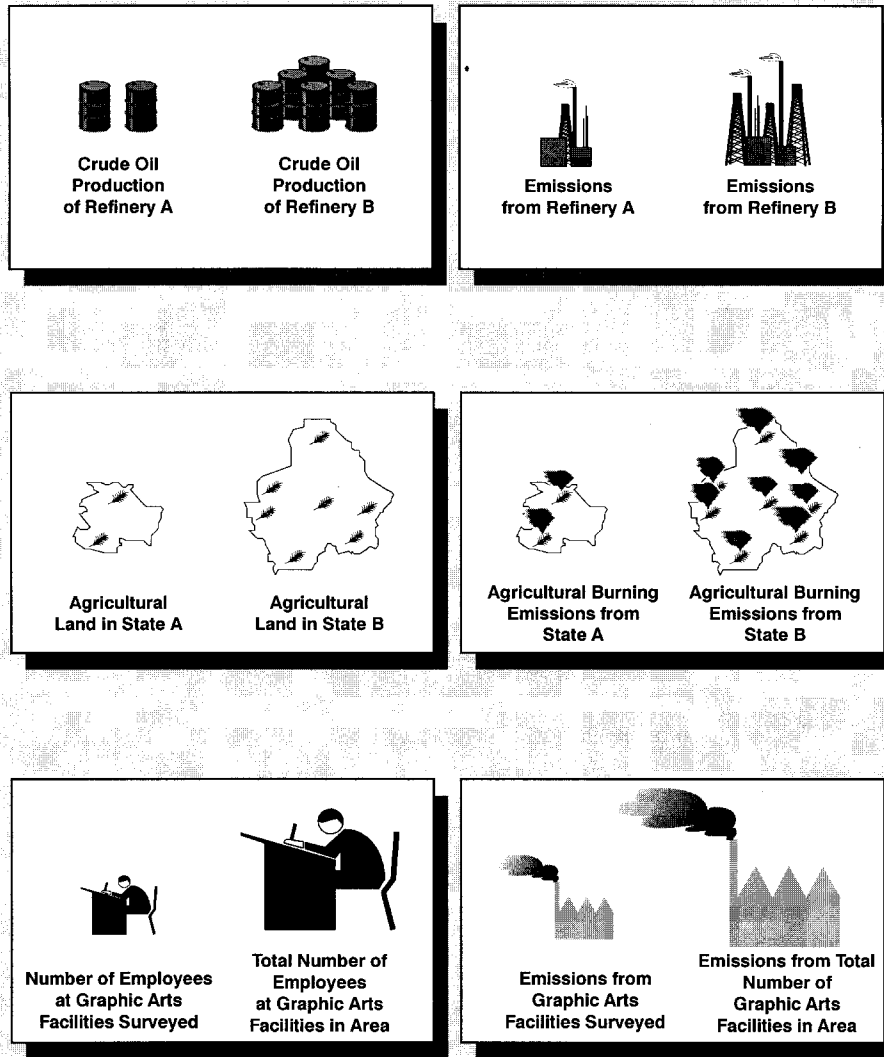 Crude Oil
Production
of Refinery A
Crude Oil
Production
of Refinery B
Emissions
from Refinery A
Emissions
from Refinery B
Agricultural
Land in State A
Agricultural
Land in State B
Agricultural Burning
Emissions from
State A
Agricultural Burning
Emissions from
State B
Number of Employees
at Graphic Arts
Facilities Surveyed
Total Number of
Employees
at Graphic Arts
Facilities in Area
Emissions from
Graphic Arts
Facilities Surveyed
Emissions from Total
Number of
Graphic Arts
Facilities in Area